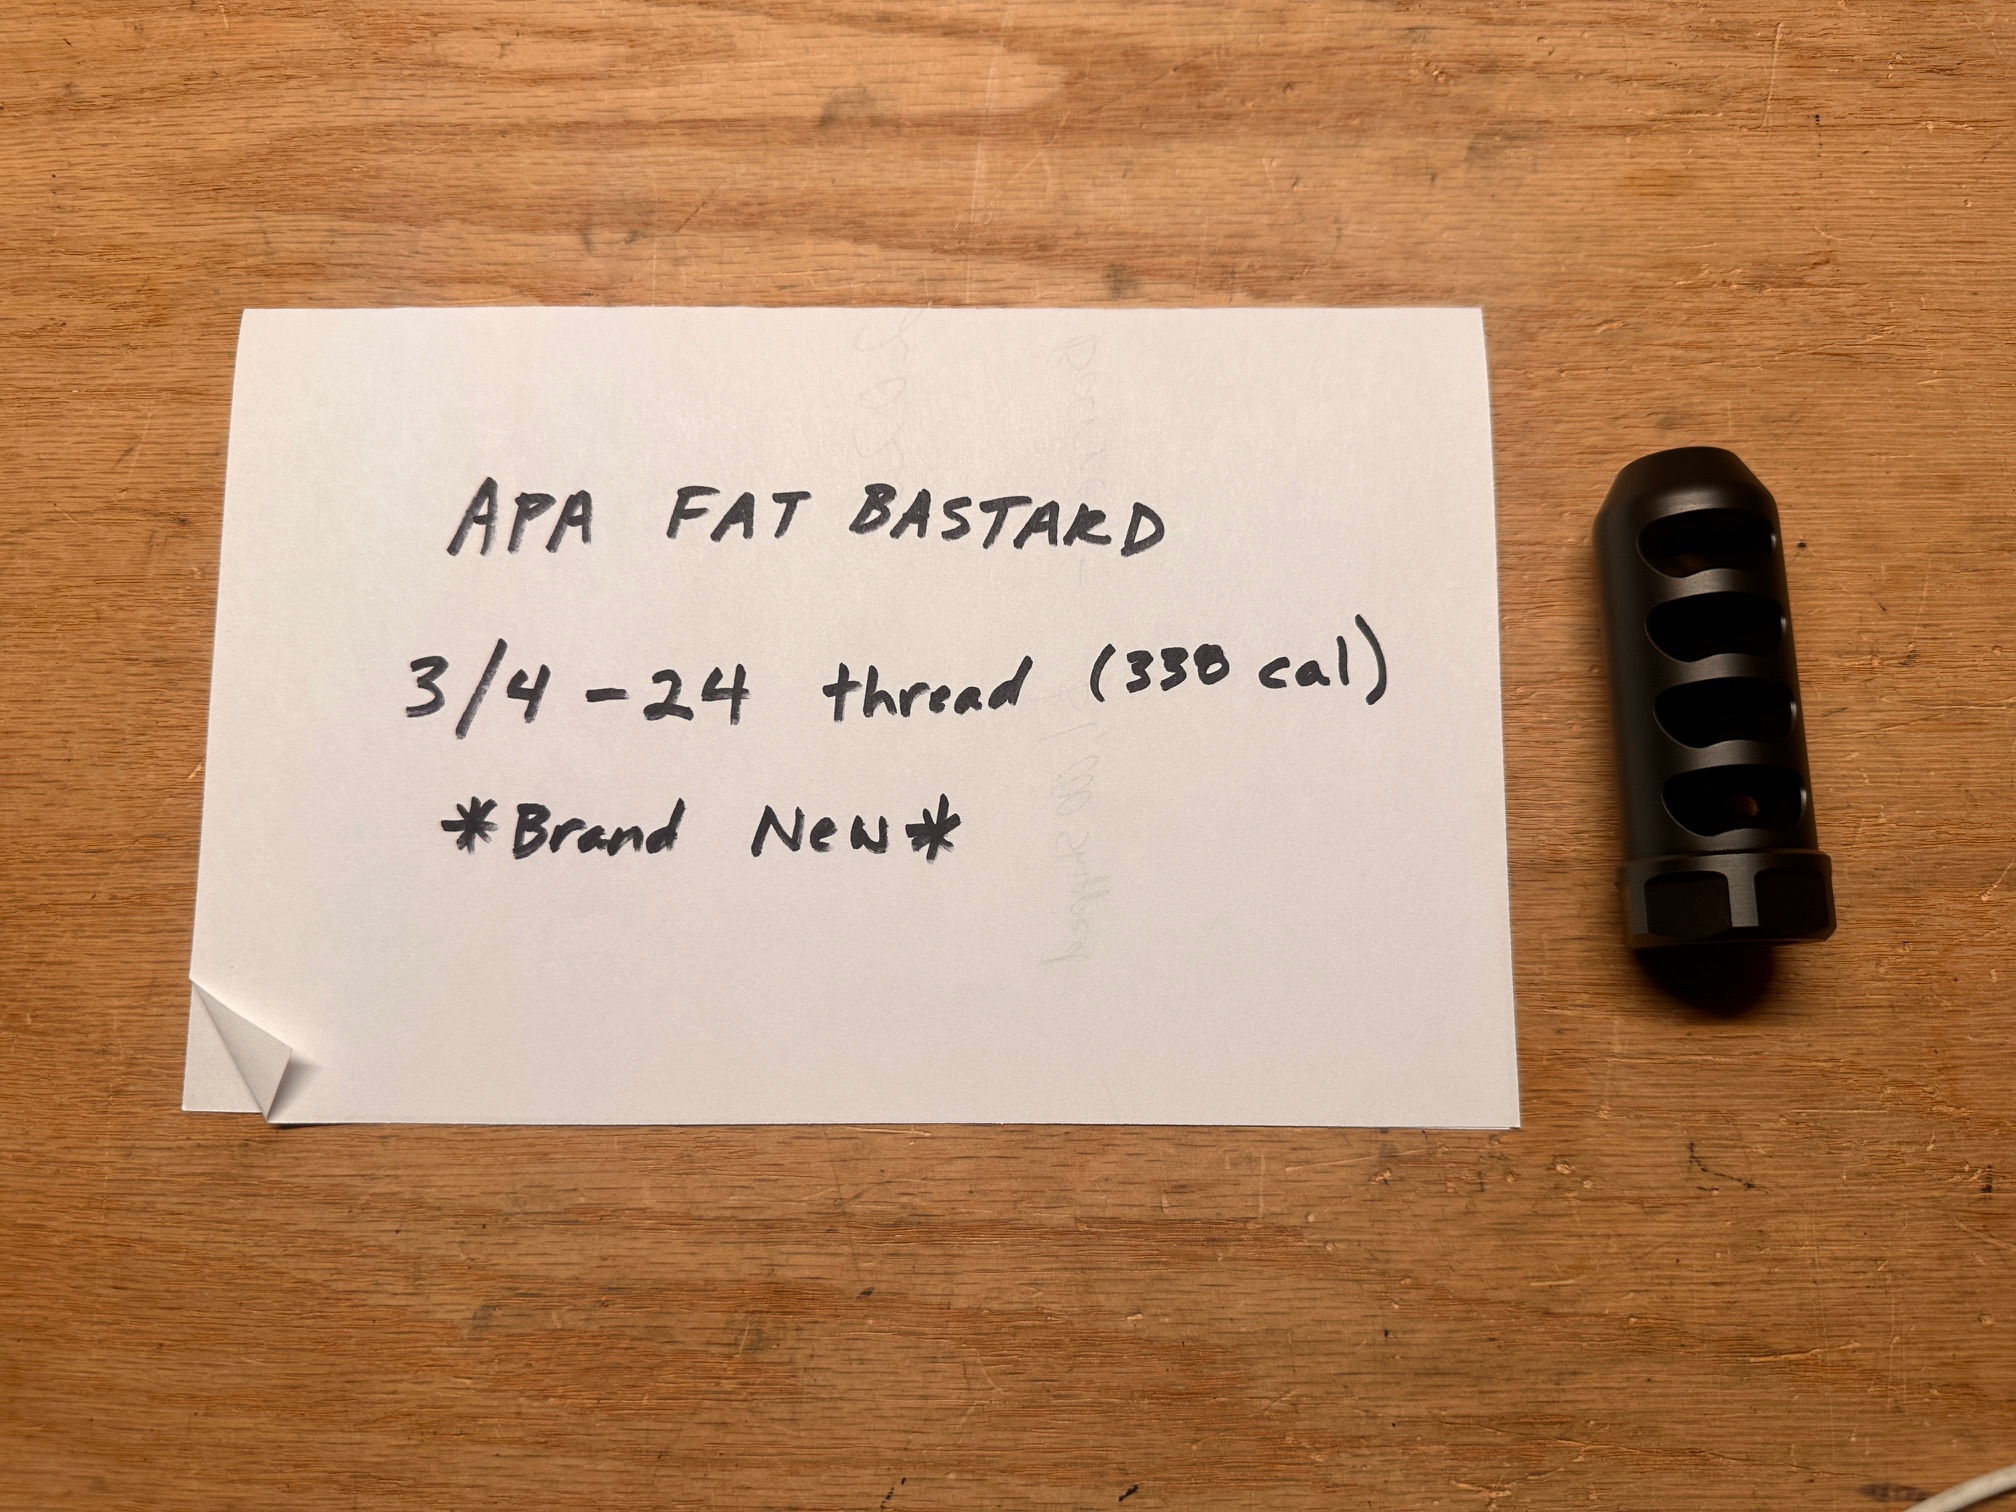 APA FAT BASTARD
3/4-24 thread (338 cal)
*Brand New*